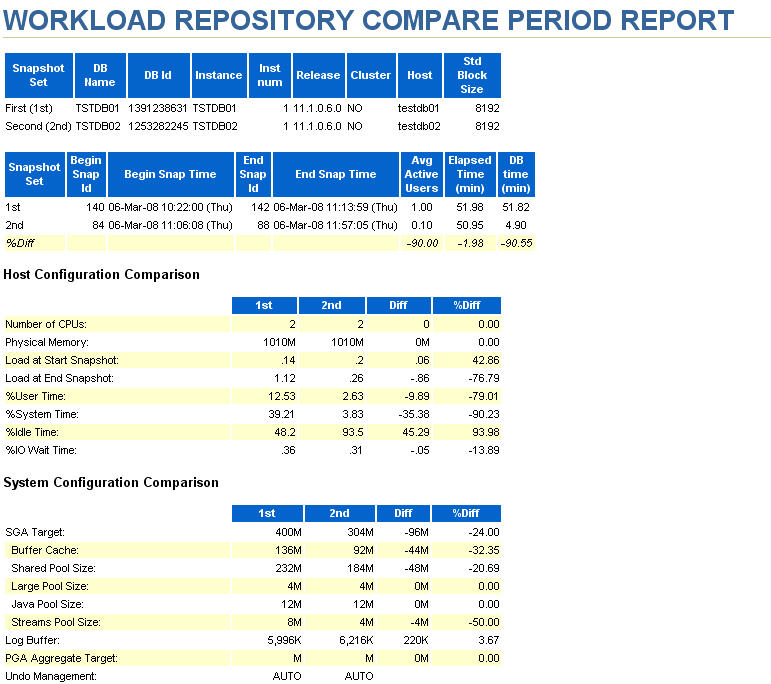 WORKLOAD REPOSITORY COMPARE PERIOD REPORT
Snapshot Set DB Name DB Id Instance Inst num Release Cluster Host Std Block Size
First (1st) TSTDB01 1391238631 TSTDB01 1 11.1.0.6.0 NO testdb01 8192
Second (2nd) TSTDB02 1253282245 TSTDB02 1 11.1.0.6.0 NO testdb02 8192
Snapshot Set Begin Snap Id Begin Snap Time End Snap Id End Snap Time Avg Active Users Elapsed Time (min) DB time (min)
1st 140 06-Mar-08 10:22:00 (Thu) 142 06-Mar-08 11:13:59 (Thu) 1.00 51.98 51.82
2nd 84 06-Mar-08 11:06:08 (Thu) 88 06-Mar-08 11:57:05 (Thu) 0.10 50.95 4.90
%Diff -90.00 -1.98 -90.55
Host Configuration Comparison
1st 2nd Diff %Diff
Number of CPUs: 2 2 0 0.00
Physical Memory: 1010M 1010M 0M 0.00
Load at Start Snapshot: .14 .2 .06 42.86
Load at End Snapshot: 1.12 .26 -.86 -76.79
%User Time: 12.53 2.63 -9.89 -79.01
%System Time: 39.21 3.83 -35.38 -90.23
%Idle Time: 48.2 93.5 45.29 93.98
%IO Wait Time: .36 .31 -.05 -13.89
System Configuration Comparison
1st 2nd Diff %Diff
SGA Target: 400M 304M -96M -24.00
Buffer Cache: 136M 92M -44M -32.35
Shared Pool Size: 232M 184M -48M -20.69
Large Pool Size: 4M 4M 0M 0.00
Java Pool Size: 12M 12M 0M 0.00
Streams Pool Size: 8M 4M -4M -50.00
Log Buffer: 5,996K 6,216K 220K 3.67
PGA Aggregate Target: M M 0M 0.00
Undo Management: AUTO AUTO